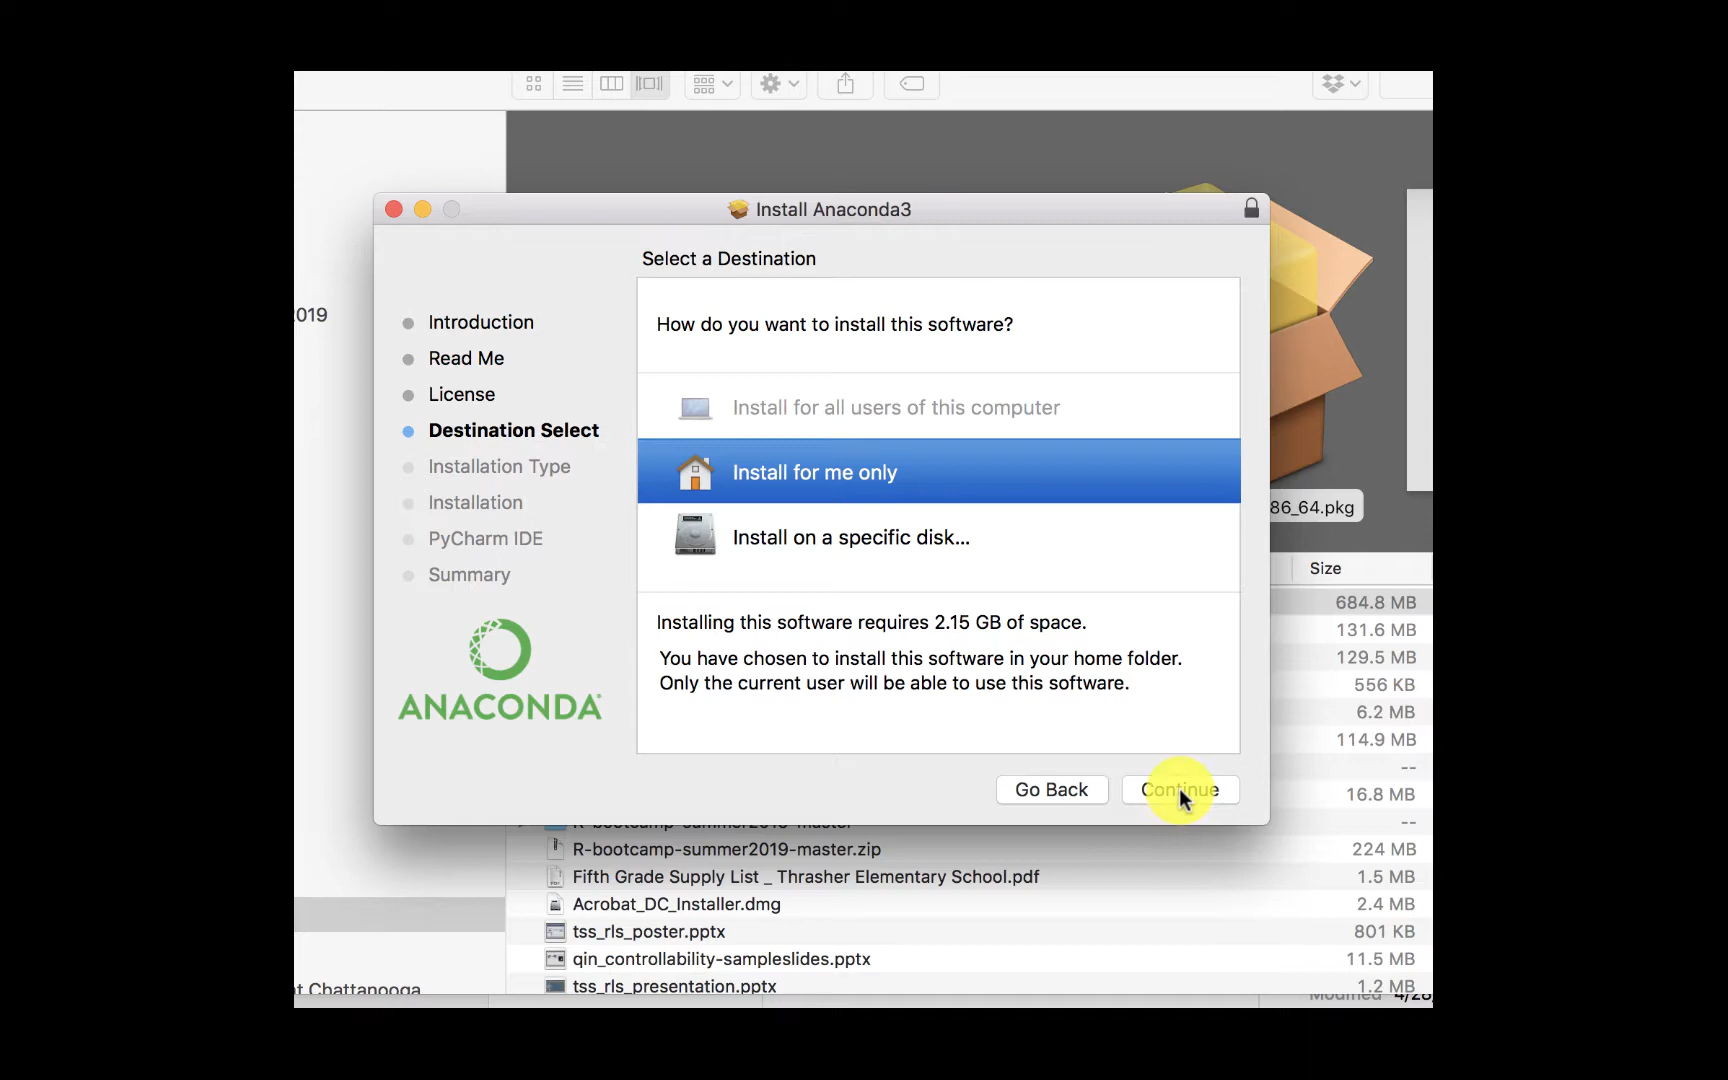 Install Anaconda3
Select a Destination
:019
Introduction
Read Me
License
Destination Select
Installation Type
Installation
PyCharm IDE
Summary
ANACONDA
How do you want to install this software?
Install for all users of this computer
Install for me only
Install on a specific disk...
Installing this software requires 2.15 GB of space.
You have chosen to install this software in your home folder.
Only the current user will be able to use this software.
Go Back
Continue
86_64.pkg
Size
684.8 MB
131.6 MB
129.5 MB
556 KB
6.2 MB
114.9 MB
--
16.8 MB
R-bootcamp-summer2019-master --
R-bootcamp-summer2019-master.zip 224 MB
Fifth Grade Supply List _ Thrasher Elementary School.pdf 1.5 MB
Acrobat_DC_Installer.dmg 2.4 MB
tss_rls_poster.pptx 801 KB
qin_controllability-sampleslides.pptx 11.5 MB
tss_rls_presentation.pptx 1.2 MB
at Chattanooga
Modified 4/28/